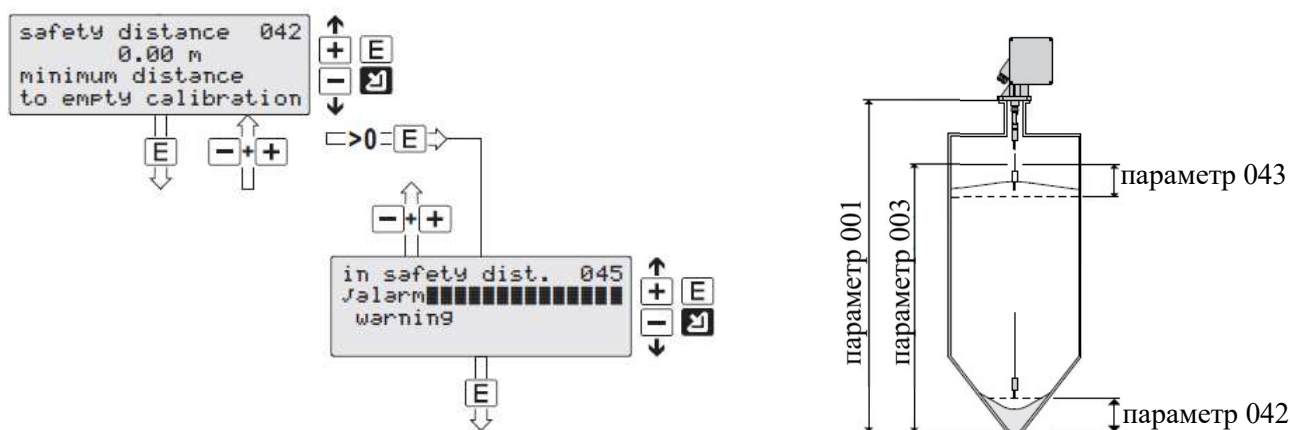 safety distance 042
0.00 m
minimum distance
to empty calibration
+ E
−
E
− + +
>0 E
− + +
in safety dist. 045
√alarm
warning
+ E
−
E
параметр 001
параметр 003
параметр 043
параметр 042